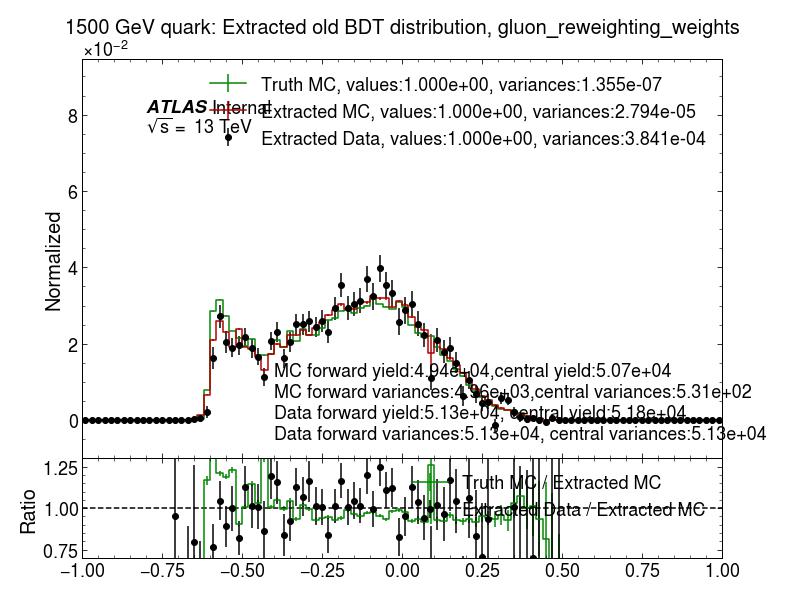 1500 GeV quark: Extracted old BDT distribution, gluon_reweighting_weights
×10⁻²
Truth MC, values:1.000e+00, variances:1.355e-07
ATLAS Internal
Extracted MC, values:1.000e+00, variances:2.794e-05
√s = 13 TeV
Extracted Data, values:1.000e+00, variances:3.841e-04
8
6
4
2
0
Normalized
MC forward yield:4.94e+04,central yield:5.07e+04
MC forward variances: central variances:5.31e+02
Data forward yield:5.13e+04, central yield:5.18e+04
Data forward variances:5.13e+04, central variances:5.13e+04
1.25
1.00
0.75
Ratio
Truth MC / Extracted MC
Extracted Data / Extracted MC
−1.00 −0.75 −0.50 −0.25 0.00 0.25 0.50 0.75 1.00